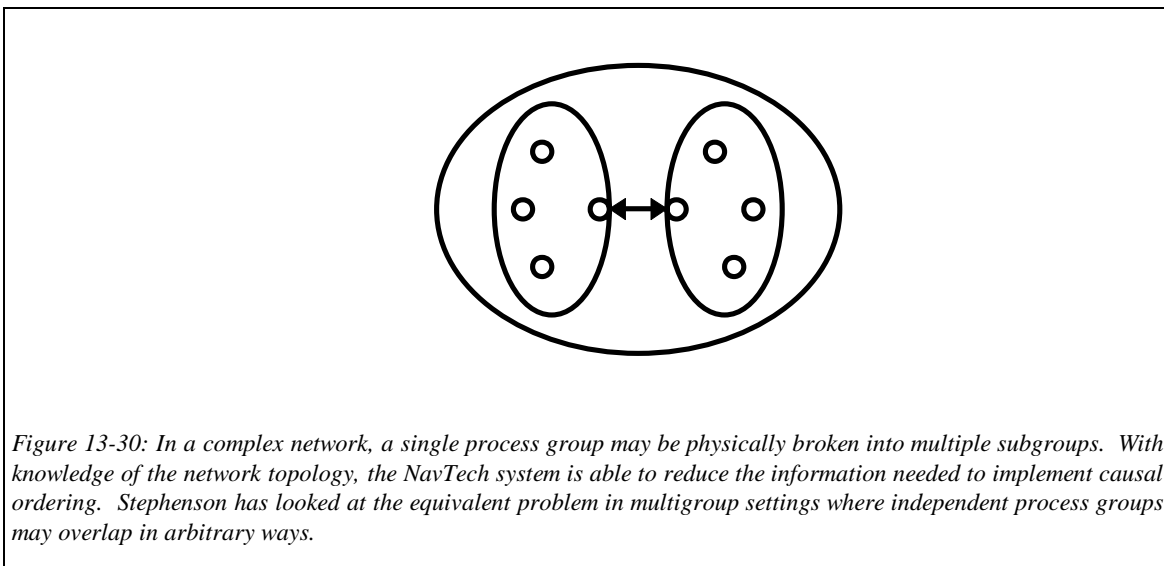 Figure 13-30: In a complex network, a single process group may be physically broken into multiple subgroups.  With
knowledge of the network topology, the NavTech system is able to reduce the information needed to implement causal
ordering.  Stephenson has looked at the equivalent problem in multigroup settings where independent process groups
may overlap in arbitrary ways.